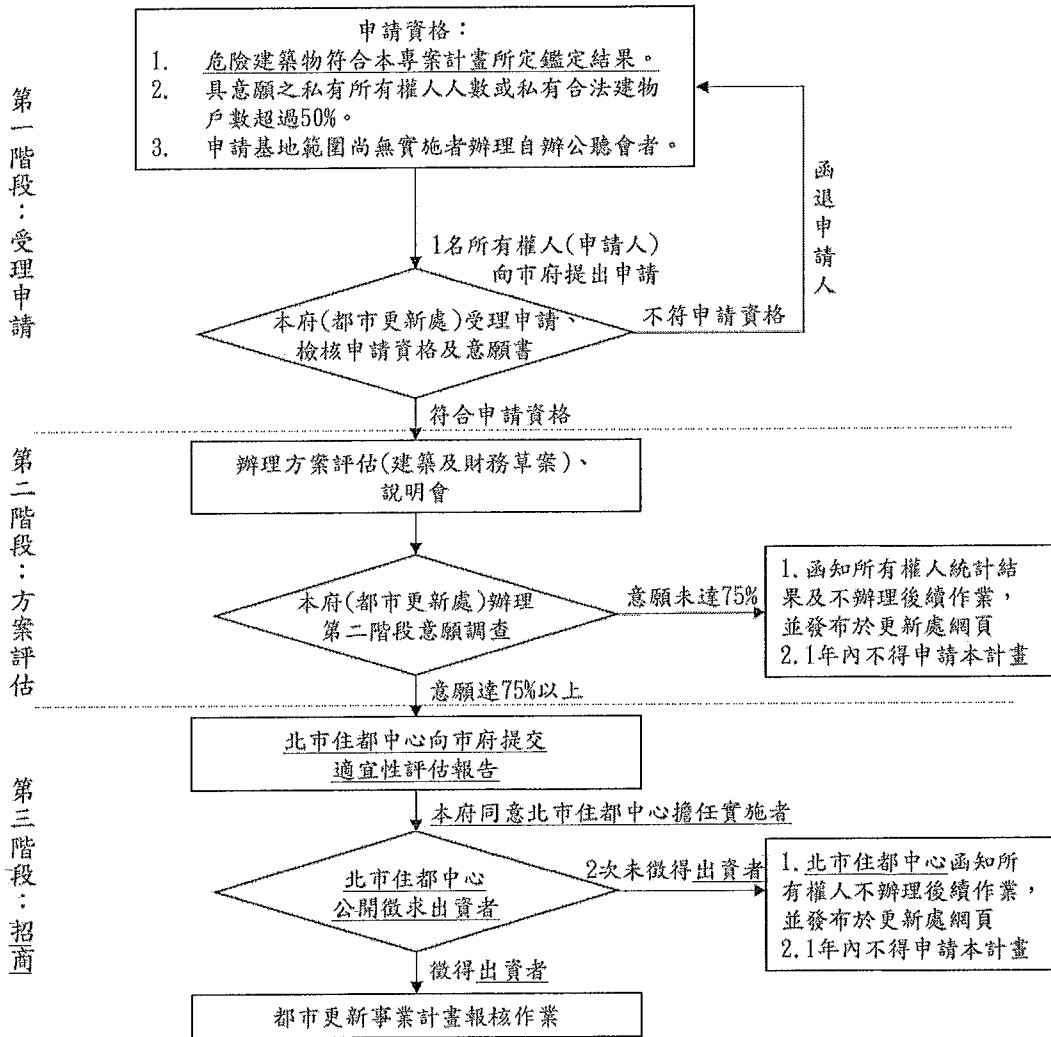 第一階段：受理申請
申請資格：
1. 危險建築物符合本專案計畫所定鑑定結果。
2. 具意願之私有所有權人人數或私有合法建物
戶數超過50%。
3. 申請基地範圍尚無實施者辦理自辦公聽會者。
函退申請人
1名所有權人(申請人)
向市府提出申請
本府(都市更新處)受理申請、
檢核申請資格及意願書
不符申請資格
符合申請資格
第二階段：方案評估
辦理方案評估(建築及財務草案)、
說明會
本府(都市更新處)辦理
第二階段意願調查
意願未達75%
1.函知所有權人統計結
果及不辦理後續作業，
並發布於更新處網頁
2.1年內不得申請本計畫
意願達75%以上
第三階段：招商
北市住都中心向市府提交
適宜性評估報告
本府同意北市住都中心擔任實施者
北市住都中心
公開徵求出資者
2次未徵得出資者
1.北市住都中心函知所
有權人不辦理後續作業，
並發布於更新處網頁
2.1年內不得申請本計畫
徵得出資者
都市更新事業計畫報核作業